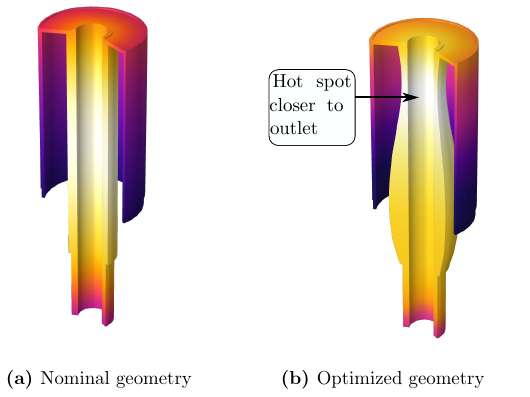 Hot spot
closer to
outlet
(a) Nominal geometry
(b) Optimized geometry